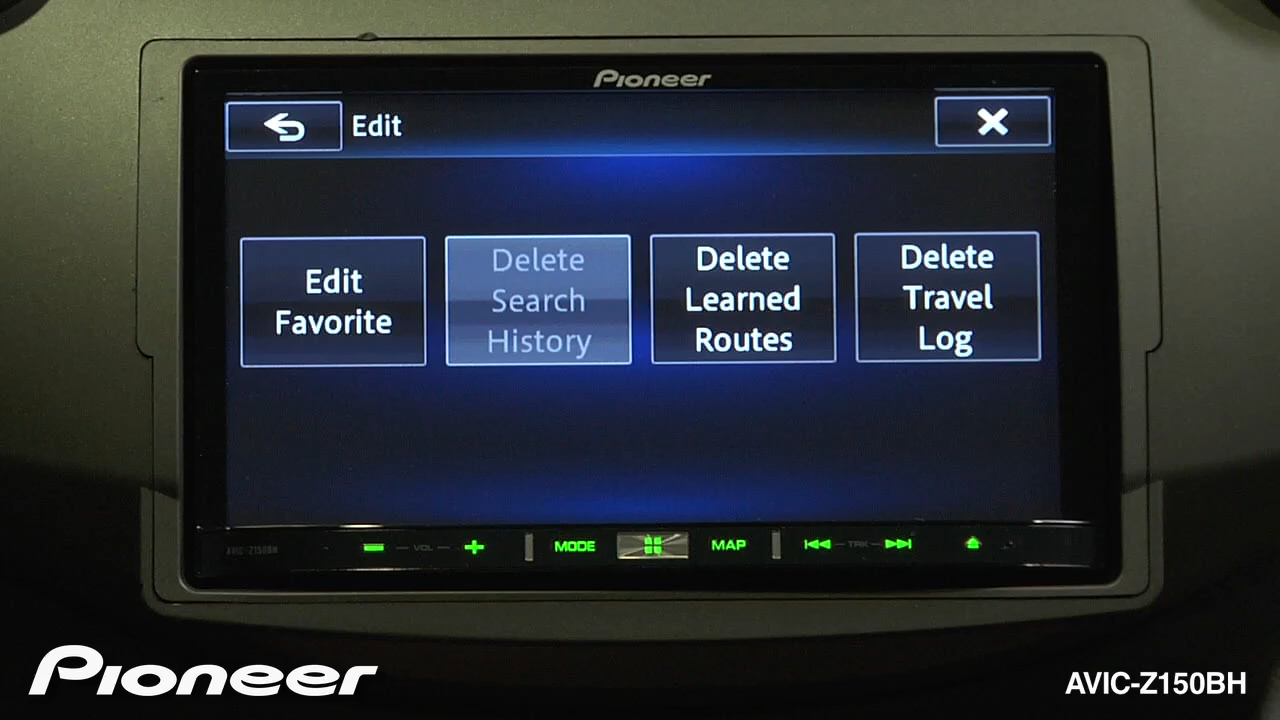 Pioneer
Edit
Edit
Favorite
Delete
Search
History
Delete
Learned
Routes
Delete
Travel
Log
AVIC-Z150BH
VOL
MODE
MAP
TRK
Pioneer
AVIC-Z150BH